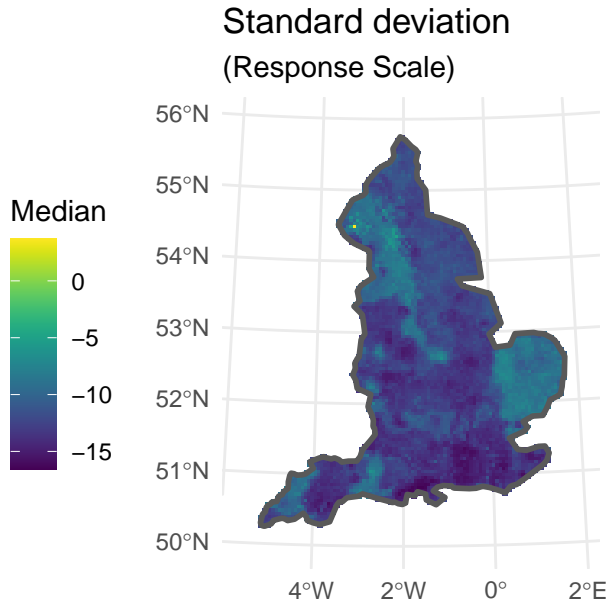 Standard deviation
(Response Scale)
Median
0
−5
−10
−15
56°N
55°N
54°N
53°N
52°N
51°N
50°N
4°W
2°W
0°
2°E